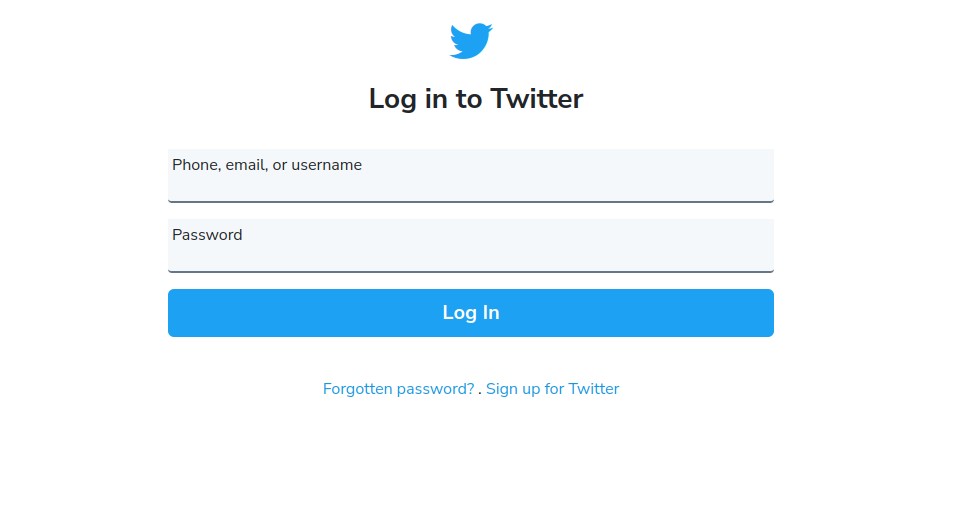 Log in to Twitter
Phone, email, or username
Password
Log In
Forgotten password? . Sign up for Twitter